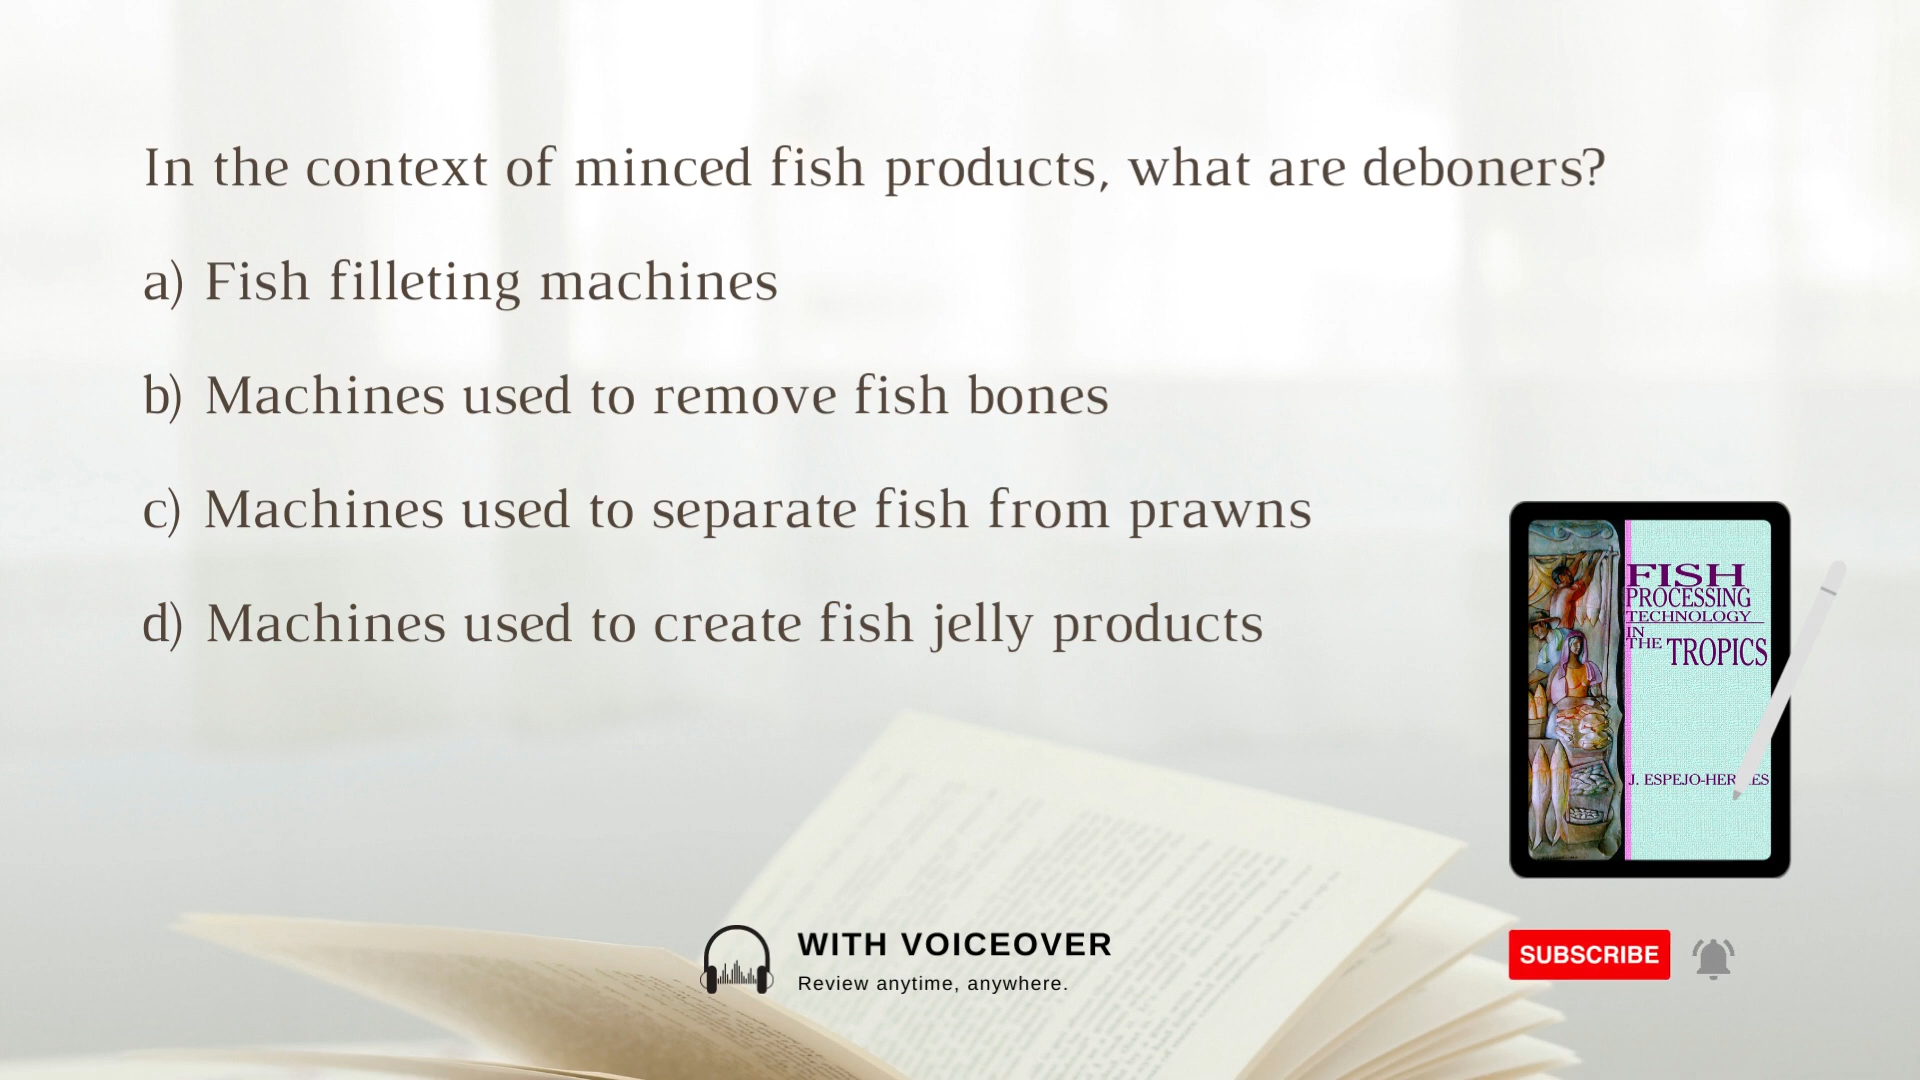 In the context of minced fish products, what are deboners?
a) Fish filleting machines
b) Machines used to remove fish bones
c) Machines used to separate fish from prawns
d) Machines used to create fish jelly products
FISH
PROCESSING
TECHNOLOGY
IN
THE TROPICS
J.
WITH VOICEOVER
Review anytime, anywhere.
SUBSCRIBE